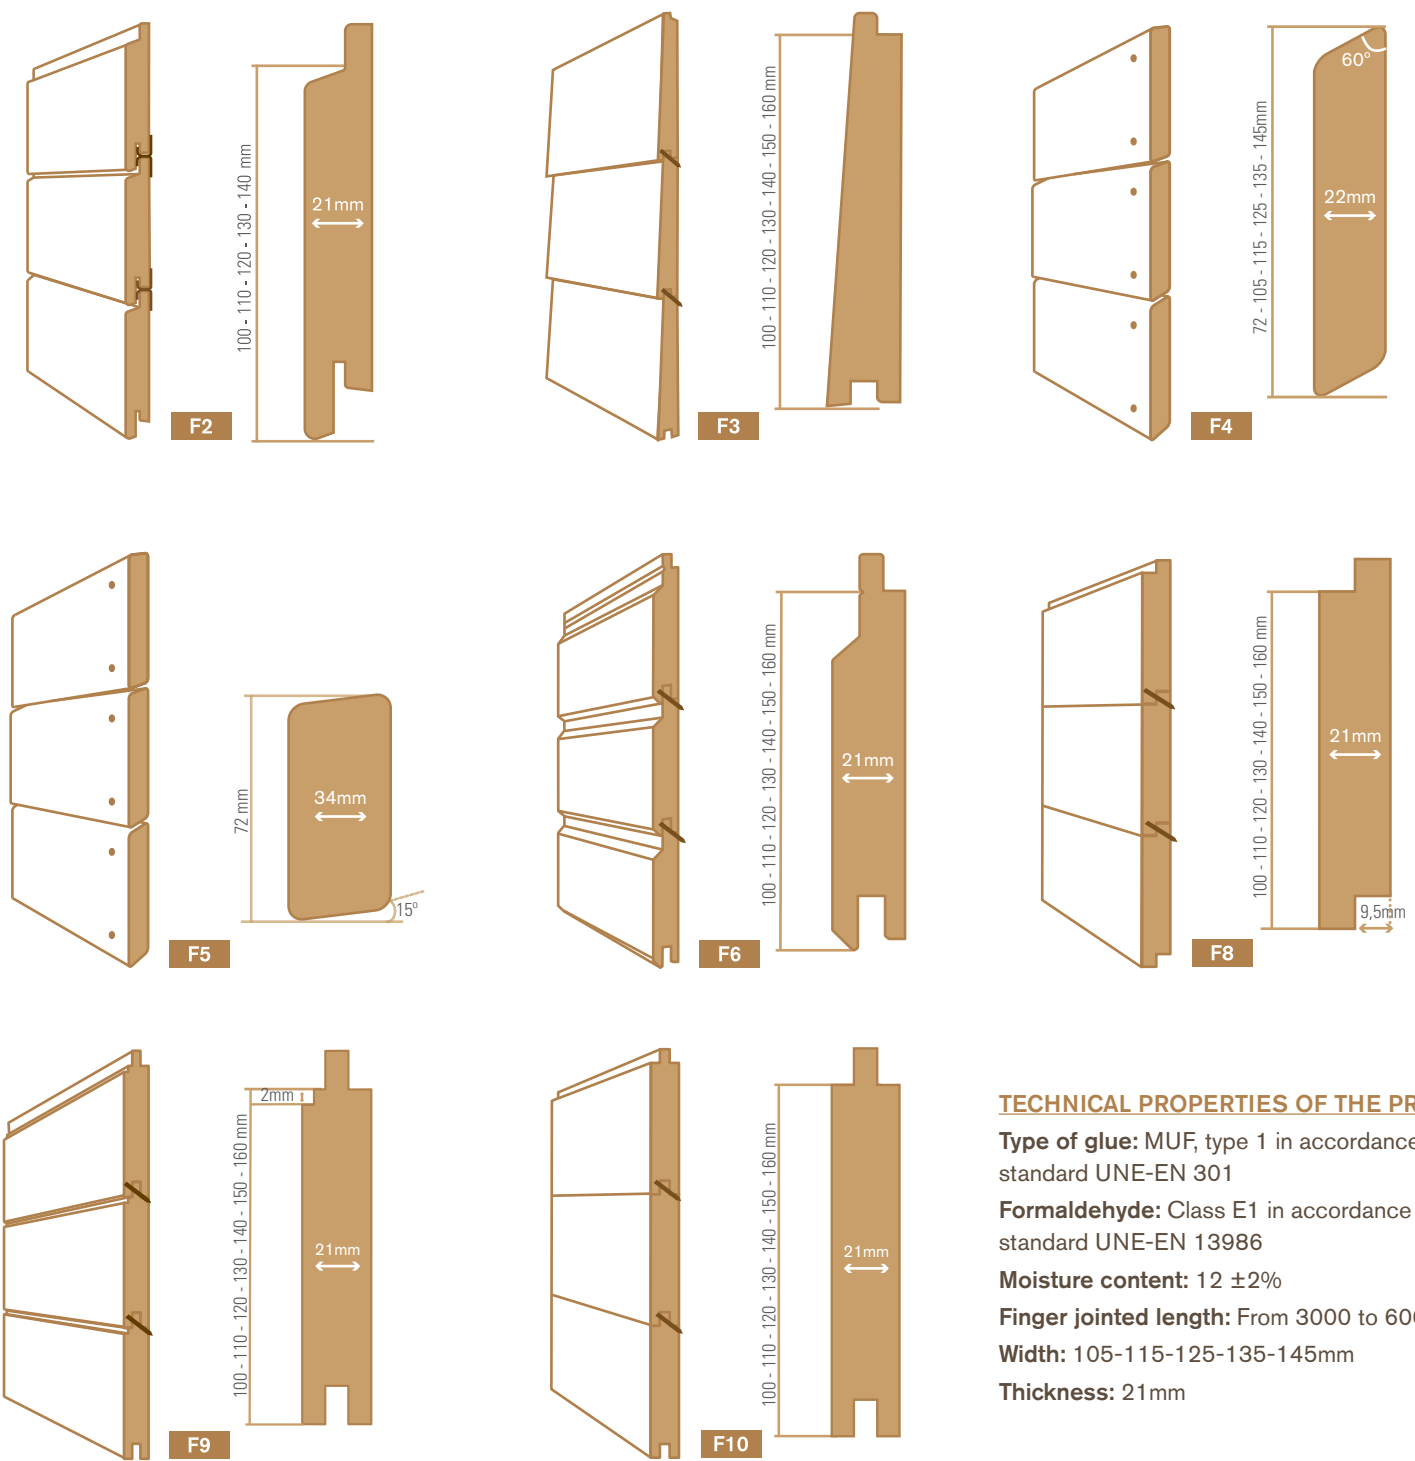 100 - 110 - 120 - 130 - 140 mm
21mm
F2
100 - 110 - 120 - 130 - 140 - 150 - 160 mm
F3
72 - 105 - 115 - 125 - 135 - 145mm
60º
22mm
F4
72 mm
34mm
15º
F5
100 - 110 - 120 - 130 - 140 - 150 - 160 mm
21mm
F6
100 - 110 - 120 - 130 - 140 - 150 - 160 mm
21mm
9,5mm
F8
2mm
100 - 110 - 120 - 130 - 140 - 150 - 160 mm
21mm
F9
100 - 110 - 120 - 130 - 140 - 150 - 160 mm
21mm
F10
TECHNICAL PROPERTIES OF THE PR
Type of glue: MUF, type 1 in accordance
standard UNE-EN 301
Formaldehyde: Class E1 in accordance
standard UNE-EN 13986
Moisture content: 12 ±2%
Finger jointed length: From 3000 to 600
Width: 105-115-125-135-145mm
Thickness: 21mm